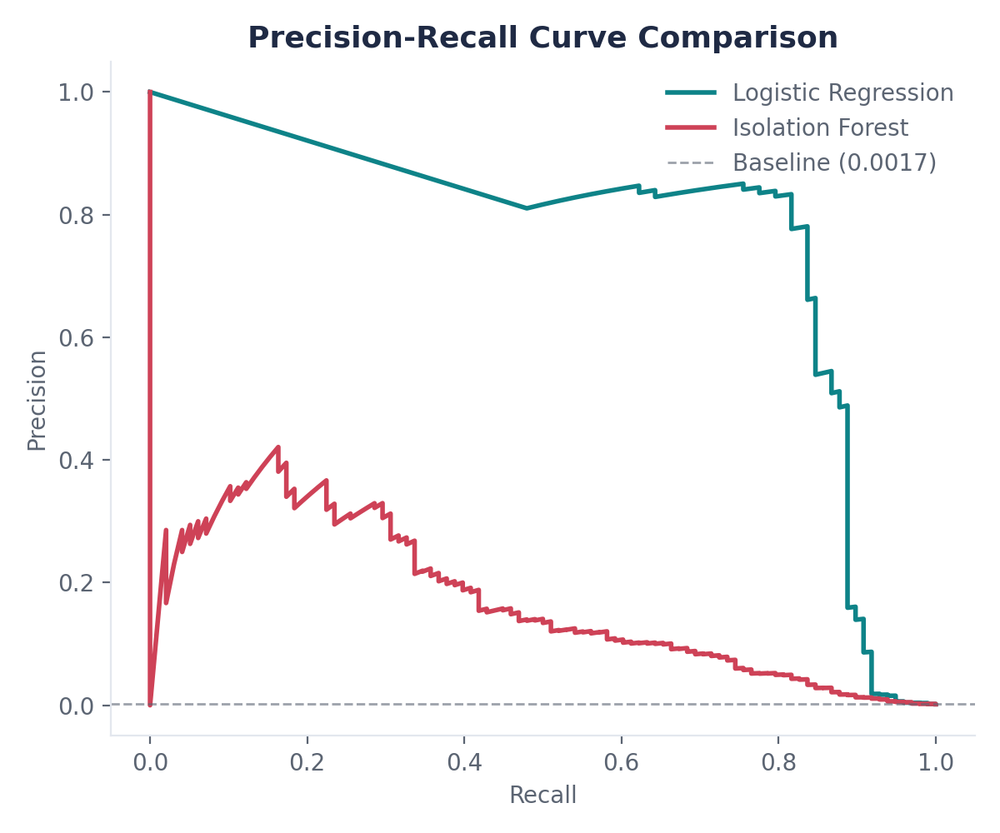 Precision-Recall Curve Comparison
Logistic Regression
Isolation Forest
Baseline (0.0017)
1.0
0.8
0.6
0.4
0.2
0.0
Precision
0.0 0.2 0.4 0.6 0.8 1.0
Recall